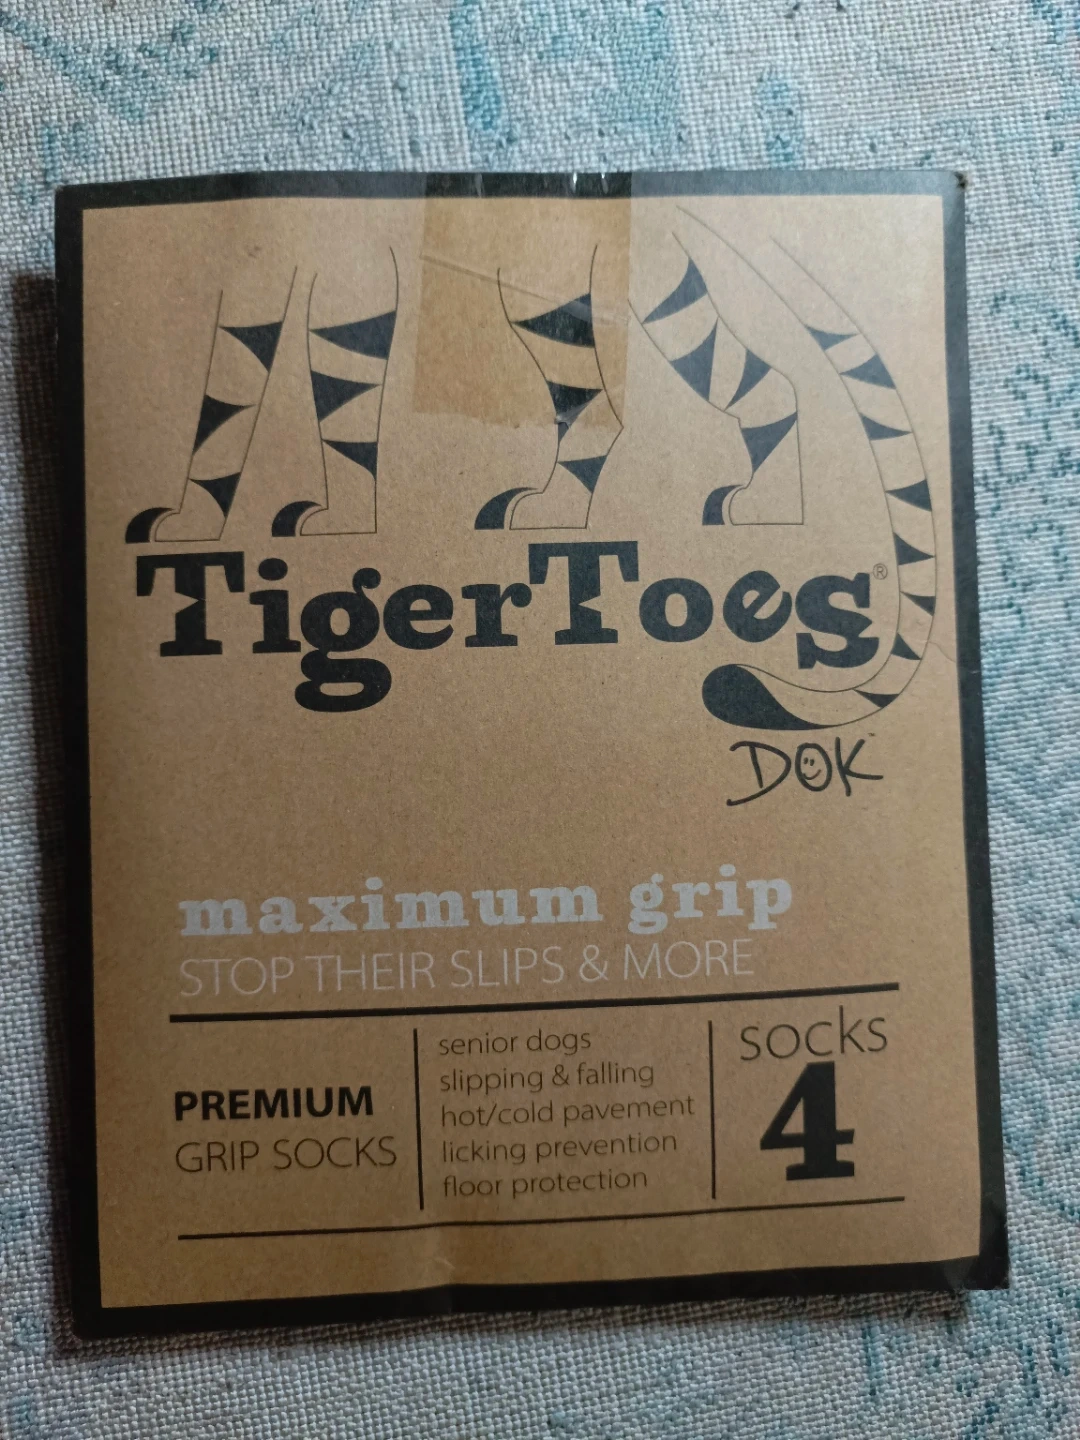 TigerToes®
DOK™
maximum grip
STOP THEIR SLIPS & MORE
PREMIUM
GRIP SOCKS
senior dogs
slipping & falling
hot/cold pavement
licking prevention
floor protection
SOCKS
4